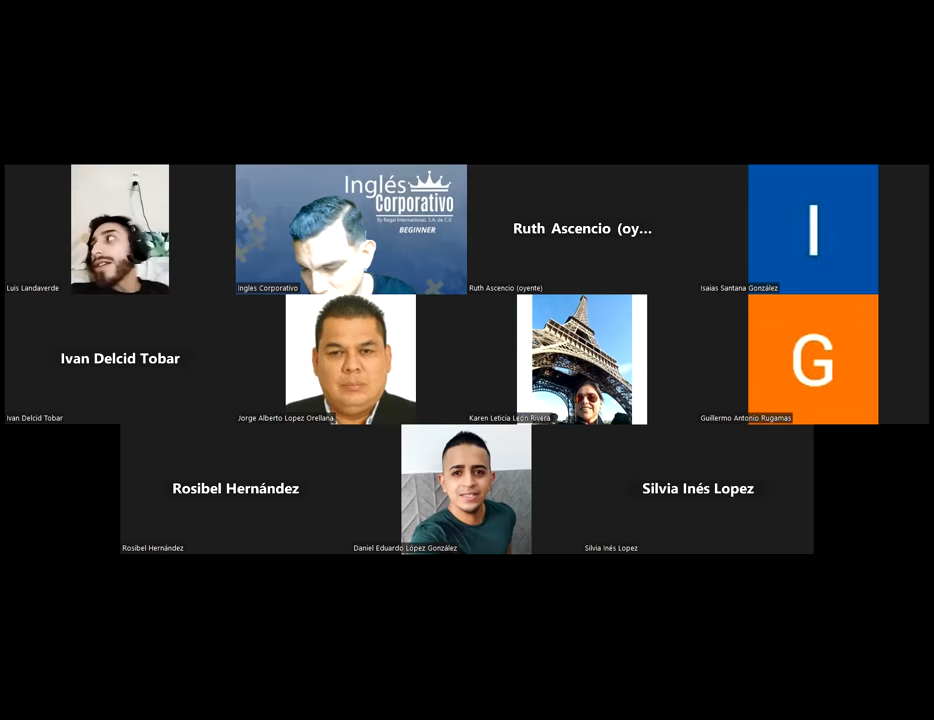 Inglés
Corporativo
By Regal International, S.A. de C.V.
BEGINNER
Ruth Ascencio (oy...
I
Luis Landaverde
Ingles Corporativo
Ruth Ascencio (oyente)
Isaias Santana González
Ivan Delcid Tobar
G
Ivan Delcid Tobar
Jorge Alberto Lopez Orellana
Karen Leticia León Rivera
Guillermo Antonio Rugamas
Rosibel Hernández
Silvia Inés Lopez
Rosibel Hernández
Daniel Eduardo López González
Silvia Inés Lopez